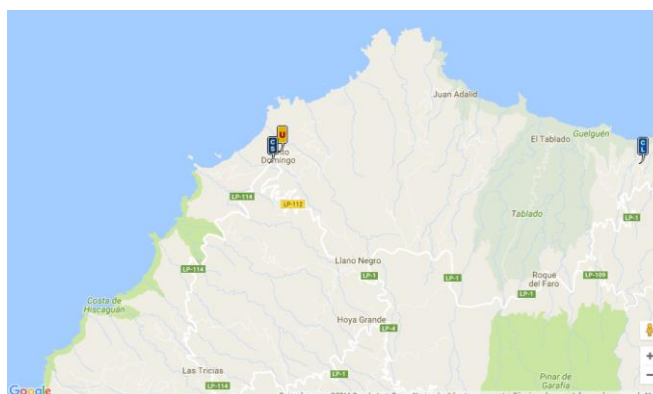 Juan Adalid
Guelguén
El Tablado
C
S
U
C
L
Domingo
LP-114
LP-112
LP-1
Tablado
Llano Negro
LP-114
LP-1
LP-1
Roque
del Faro
LP-109
LP-1
Costa de
Hiscaguán
Hoya Grande
LP-4
Las Tricias
LP-114
LP-1
Pinar de
Garafía
Google